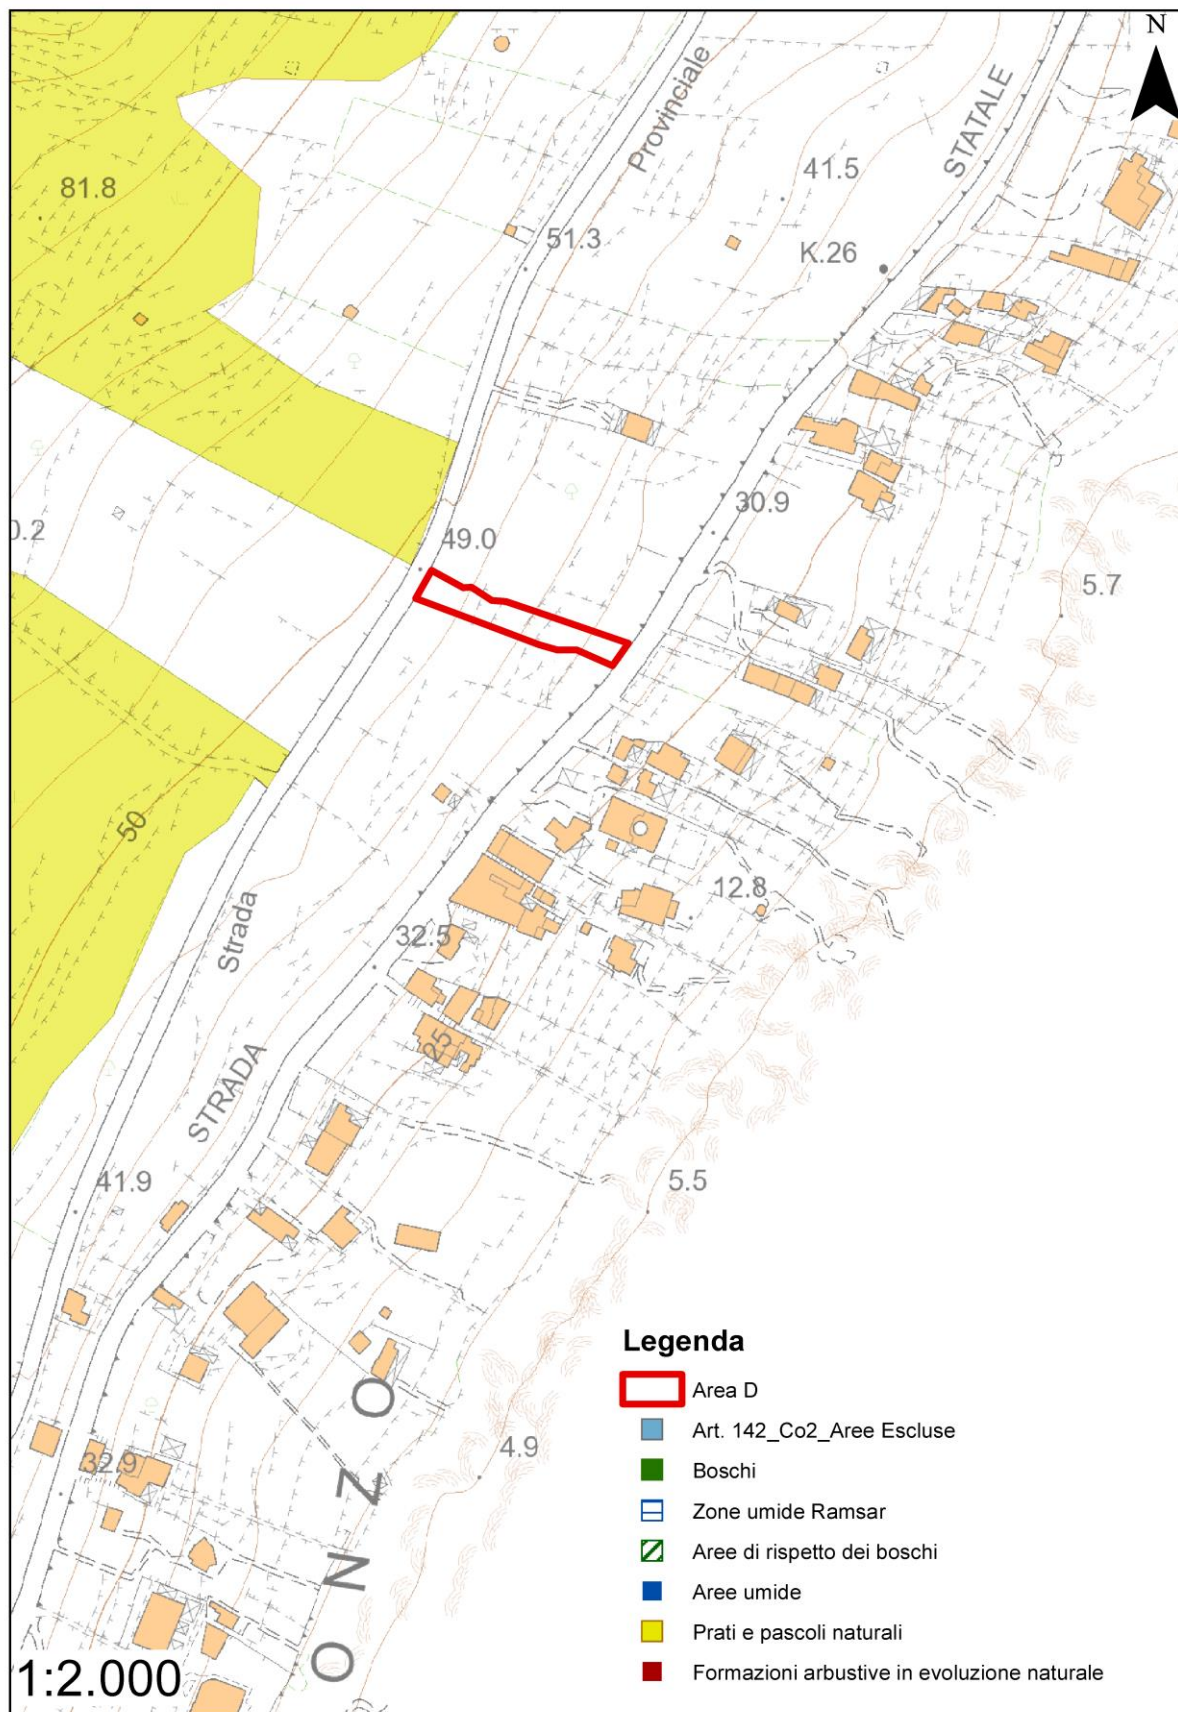 N
Provinciale
STATALE
41.5
81.8
51.3
K.26
30.9
49.0
0.2
5.7
50
12.8
Strada
32.5
25
STRADA
41.9
5.5
Legenda
Area D
Art. 142_Co2_Aree Escluse
Boschi
Zone umide Ramsar
Aree di rispetto dei boschi
Aree umide
Prati e pascoli naturali
Formazioni arbustive in evoluzione naturale
4.9
32.9
O N Z O
1:2.000